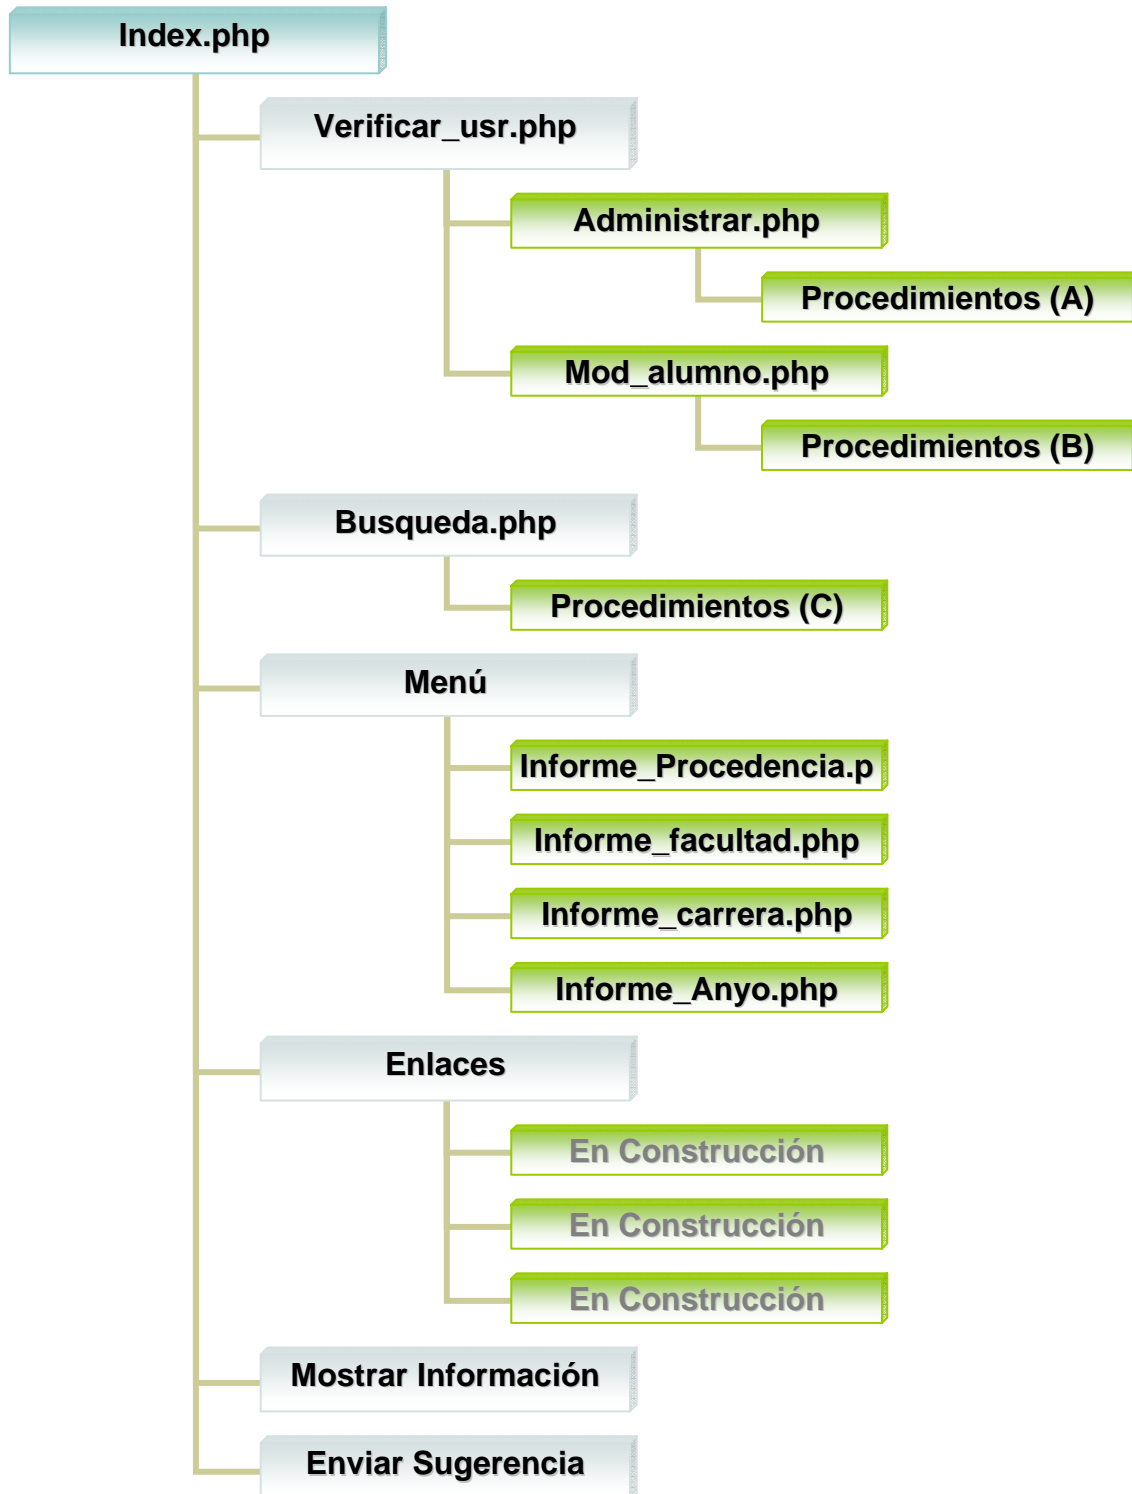 Index.php
Verificar_usr.php
Administrar.php
Procedimientos (A)
Mod_alumno.php
Procedimientos (B)
Busqueda.php
Procedimientos (C)
Menú
Informe_Procedencia.p
Informe_facultad.php
Informe_carrera.php
Informe_Anyo.php
Enlaces
En Construcción
En Construcción
En Construcción
Mostrar Información
Enviar Sugerencia